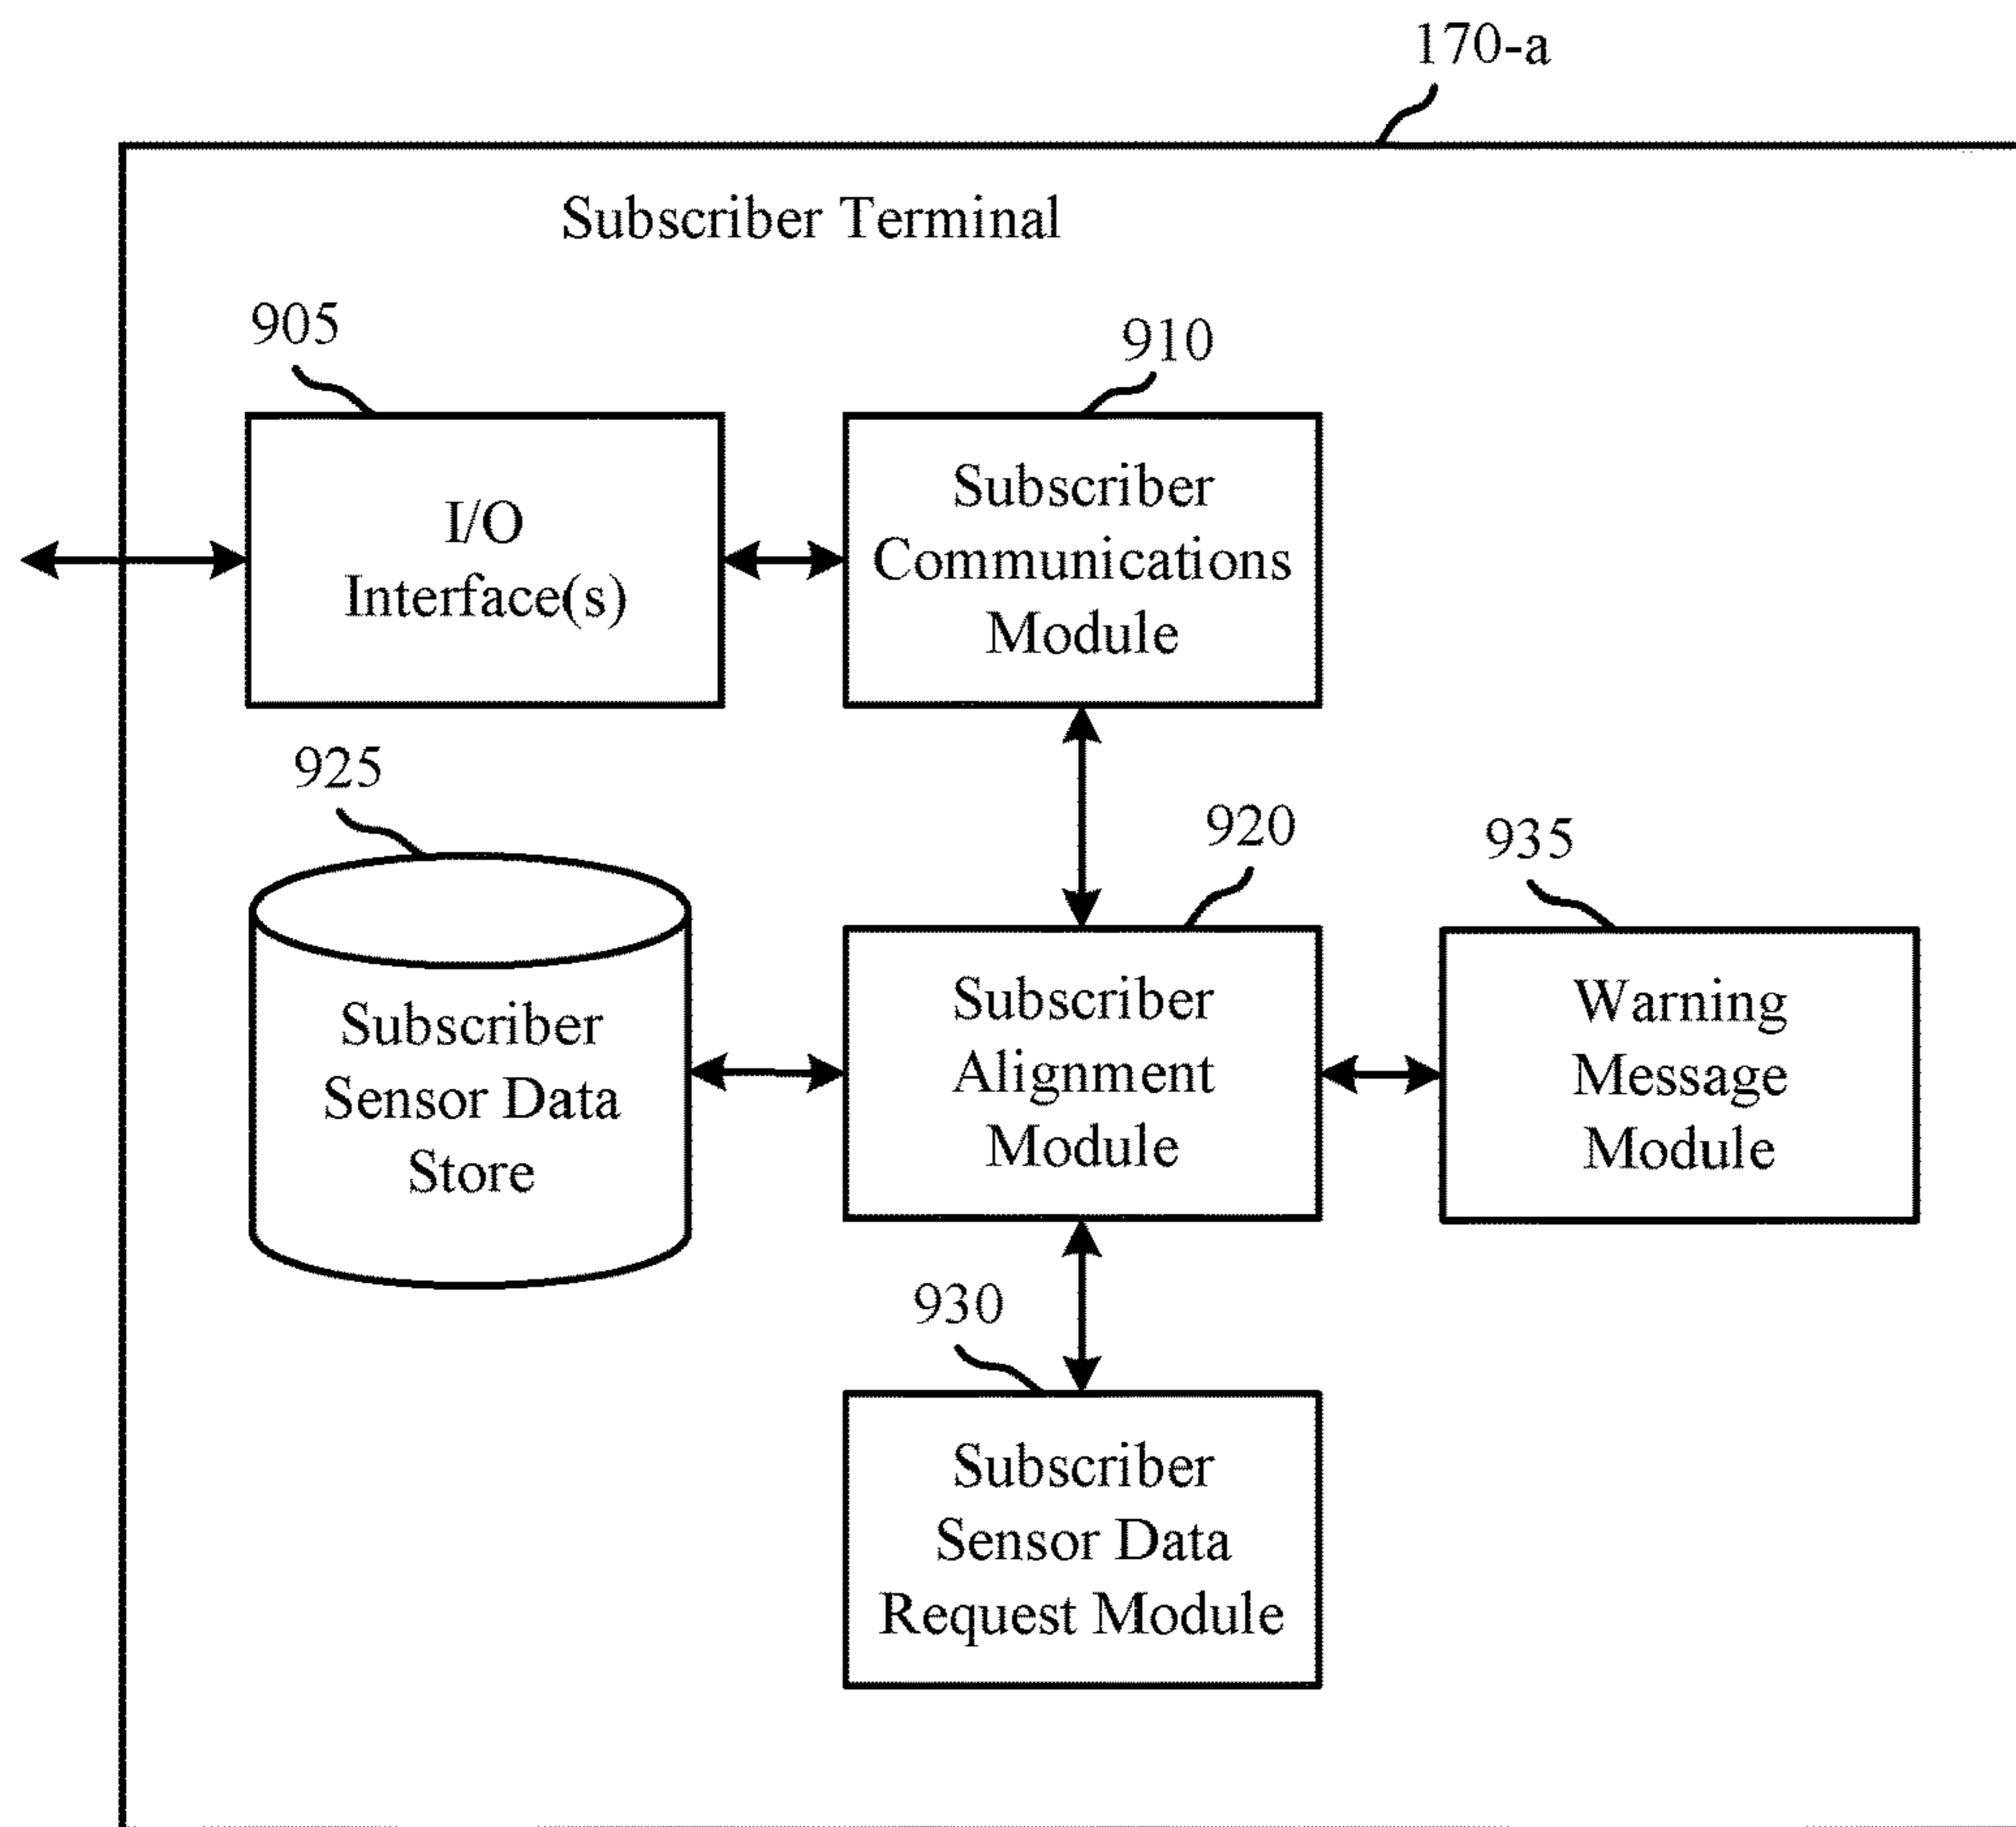 170-a
Subscriber Terminal
905
910
I/O
Interface(s)
Subscriber
Communications
Module
925
920
935
Subscriber
Sensor Data
Store
Subscriber
Alignment
Module
Warning
Message
Module
930
Subscriber
Sensor Data
Request Module